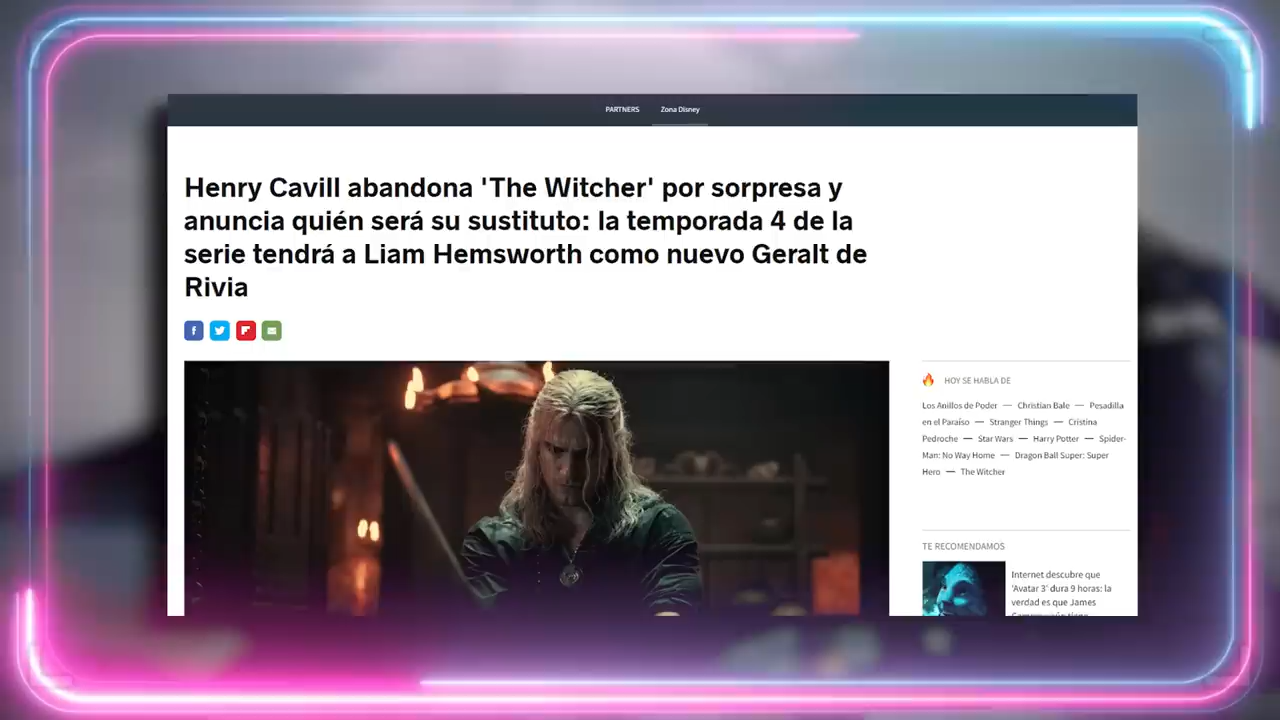 PARTNERS Zona Disney
Henry Cavill abandona 'The Witcher' por sorpresa y
anuncia quién será su sustituto: la temporada 4 de la
serie tendrá a Liam Hemsworth como nuevo Geralt de
Rivia
HOY SE HABLA DE
Los Anillos de Poder — Christian Bale — Pesadilla
en el Paraíso — Stranger Things — Cristina
Pedroche — Star Wars — Harry Potter — Spider-
Man: No Way Home — Dragon Ball Super: Super
Hero — The Witcher
TE RECOMENDAMOS
Internet descubre que
'Avatar 3' dura 9 horas: la
verdad es que James